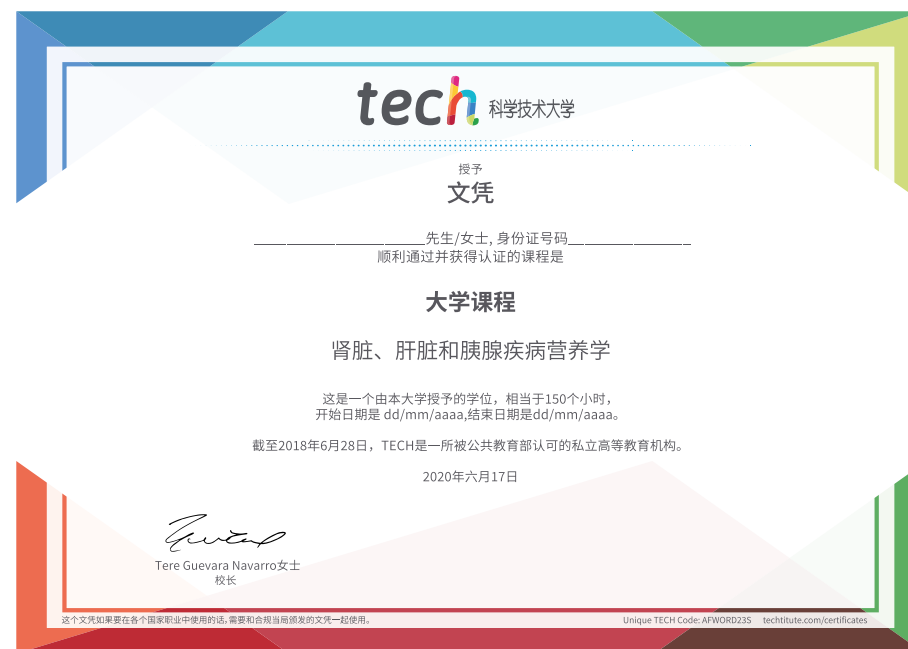 tech 科学技术大学
授予
文凭
______________________先生/女士, 身份证号码_______________
顺利通过并获得认证的课程是
大学课程
肾脏、肝脏和胰腺疾病营养学
这是一个由本大学授予的学位，相当于150个小时，
开始日期是 dd/mm/aaaa,结束日期是dd/mm/aaaa。
截至2018年6月28日，TECH是一所被公共教育部认可的私立高等教育机构。
2020年六月17日
Tere Guevara Navarro女士
校长
这个文凭如果要在各个国家职业中使用的话,需要和合规当局颁发的文凭一起使用。
Unique TECH Code: AFWORD23S techtitute.com/certificates